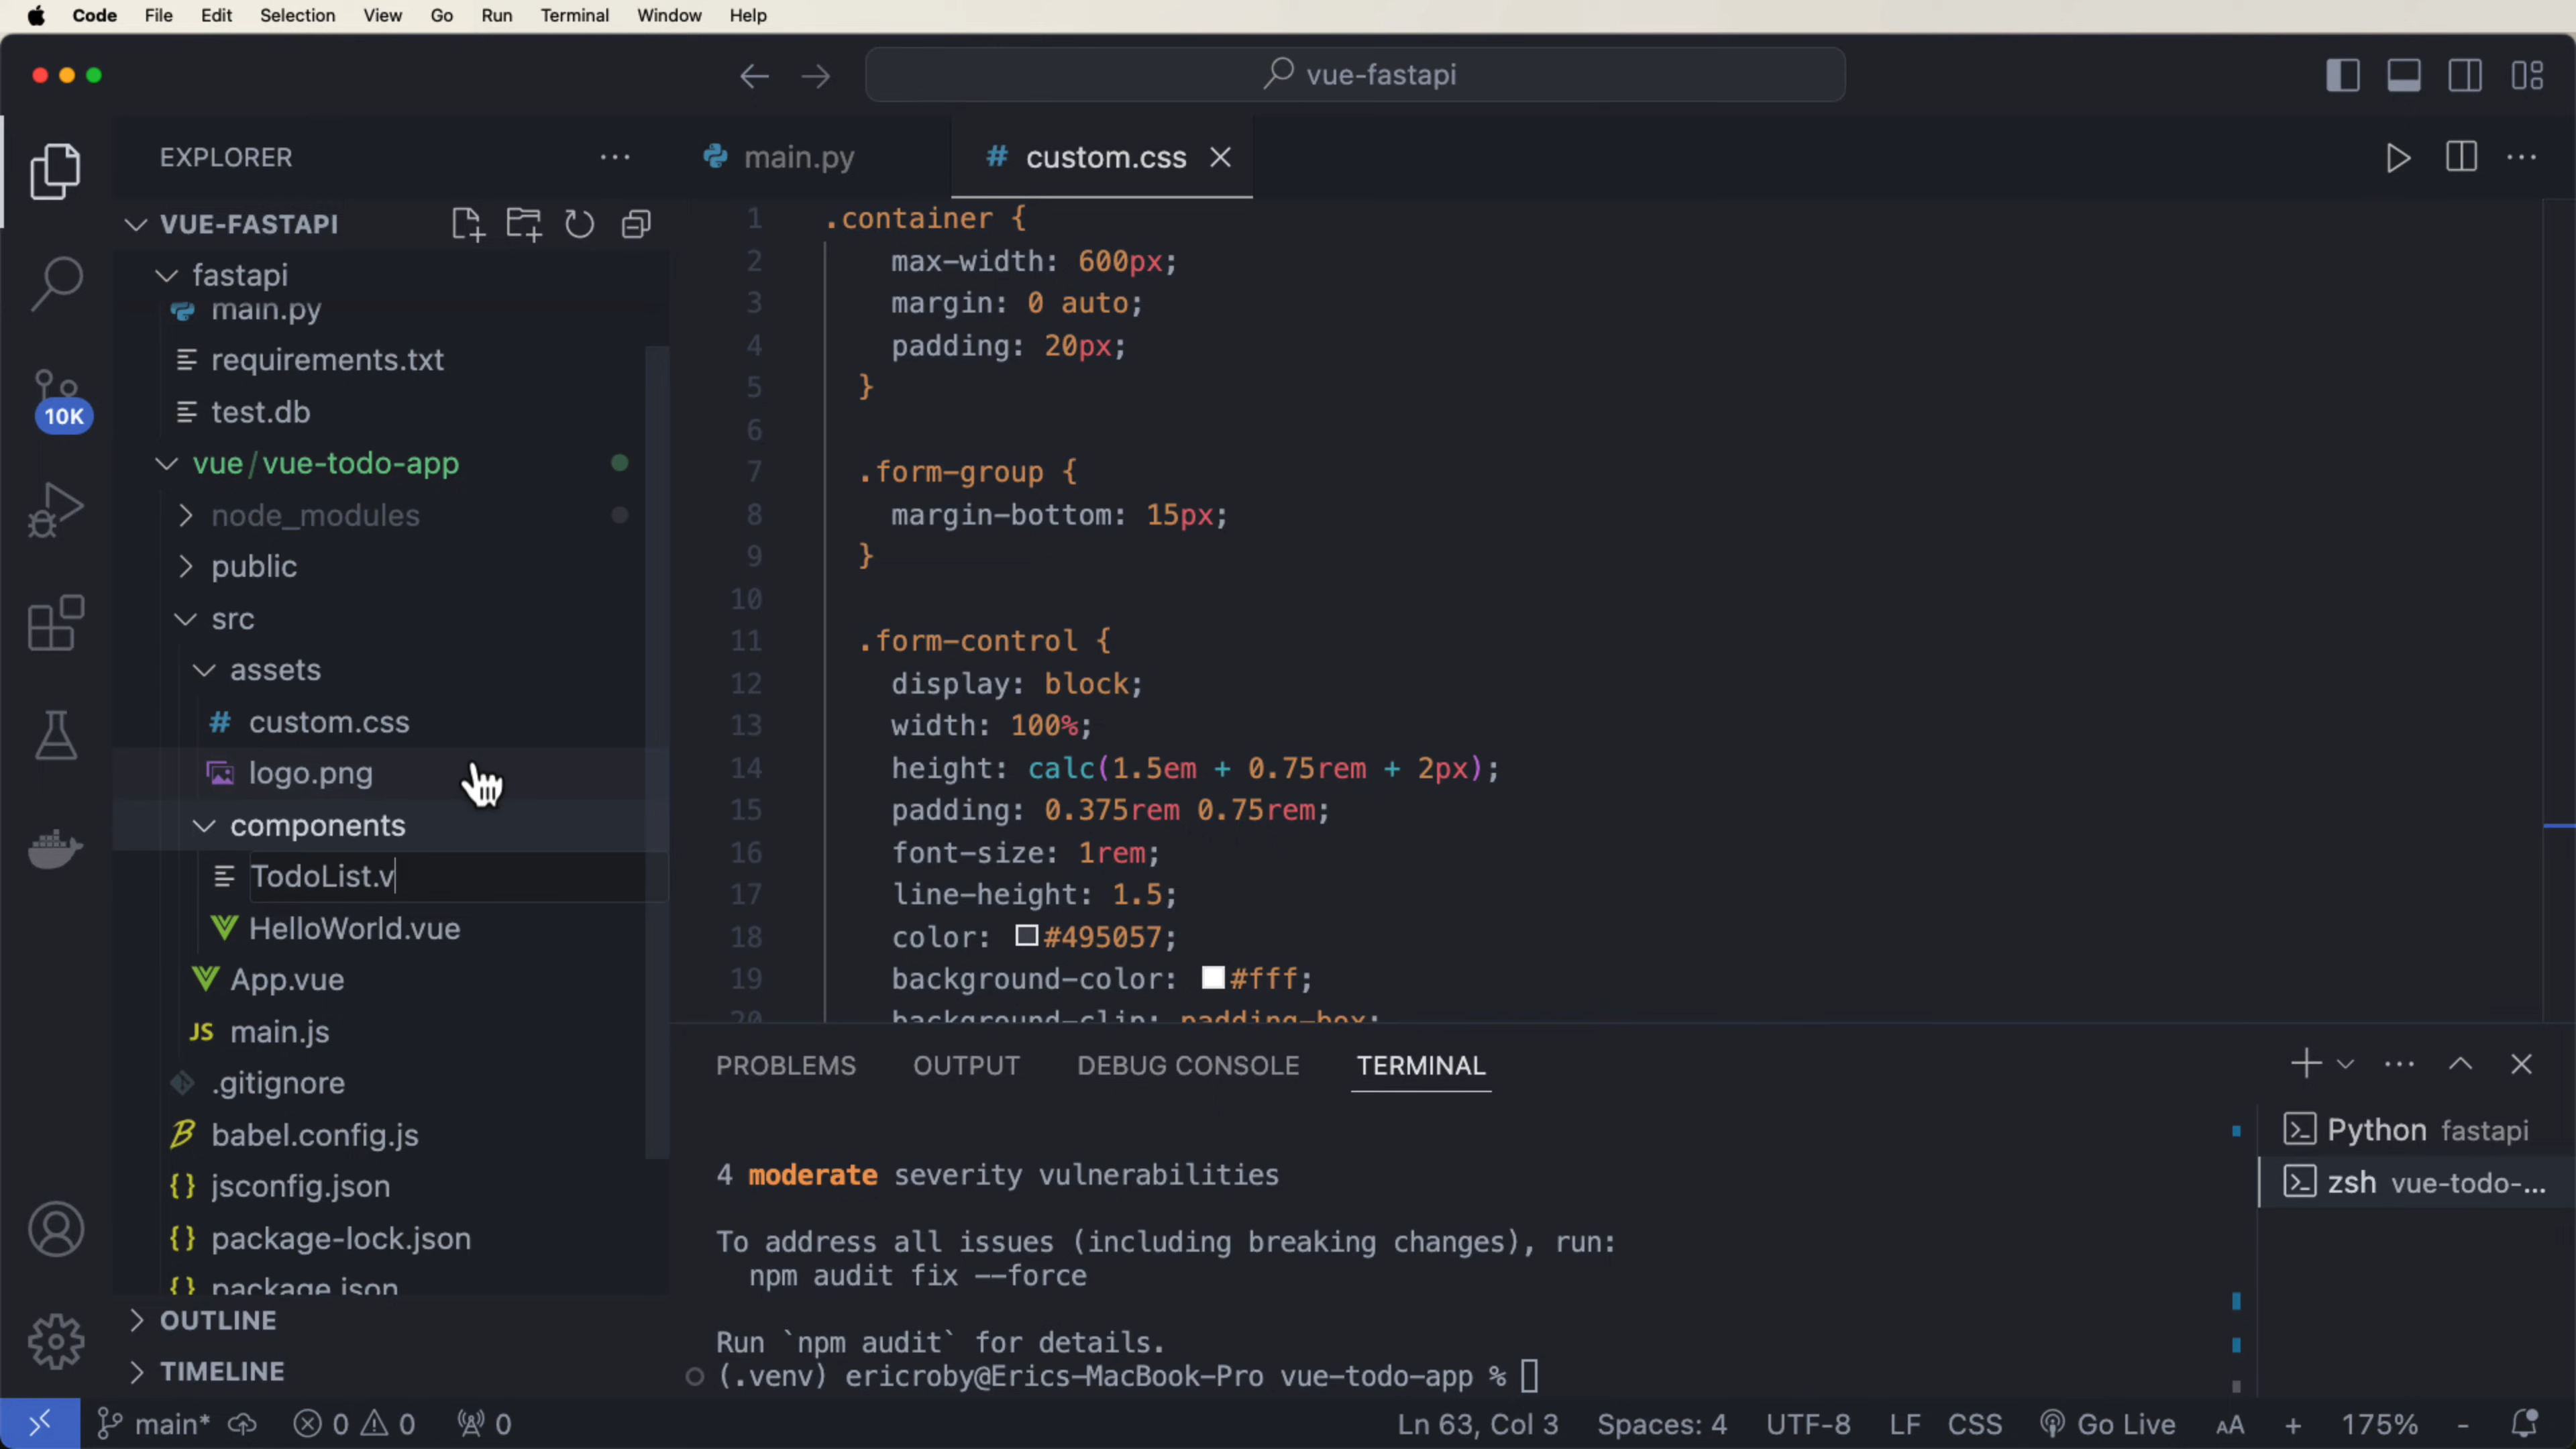 Code File Edit Selection View Go Run Terminal Window Help
vue-fastapi
EXPLORER
main.py
# custom.css
VUE-FASTAPI
fastapi
main.py
requirements.txt
test.db
vue / vue-todo-app
node_modules
public
src
assets
# custom.css
logo.png
components
TodoList.v
HelloWorld.vue
App.vue
JS main.js
.gitignore
babel.config.js
{} jsconfig.json
{} package-lock.json
{} package.json
OUTLINE
TIMELINE
10K
1 .container {
2 max-width: 600px;
3 margin: 0 auto;
4 padding: 20px;
5 }
6
7 .form-group {
8 margin-bottom: 15px;
9 }
10
11 .form-control {
12 display: block;
13 width: 100%;
14 height: calc(1.5em + 0.75rem + 2px);
15 padding: 0.375rem 0.75rem;
16 font-size: 1rem;
17 line-height: 1.5;
18 color: #495057;
19 background-color: #fff;
20 background-clip: padding-box;
PROBLEMS OUTPUT DEBUG CONSOLE TERMINAL
4 moderate severity vulnerabilities
To address all issues (including breaking changes), run:
npm audit fix --force
Run `npm audit` for details.
(.venv) ericroby@Erics-MacBook-Pro vue-todo-app %
Python fastapi
zsh vue-todo-...
main* 0 0 0 Ln 63, Col 3 Spaces: 4 UTF-8 LF CSS Go Live AA + 175% -